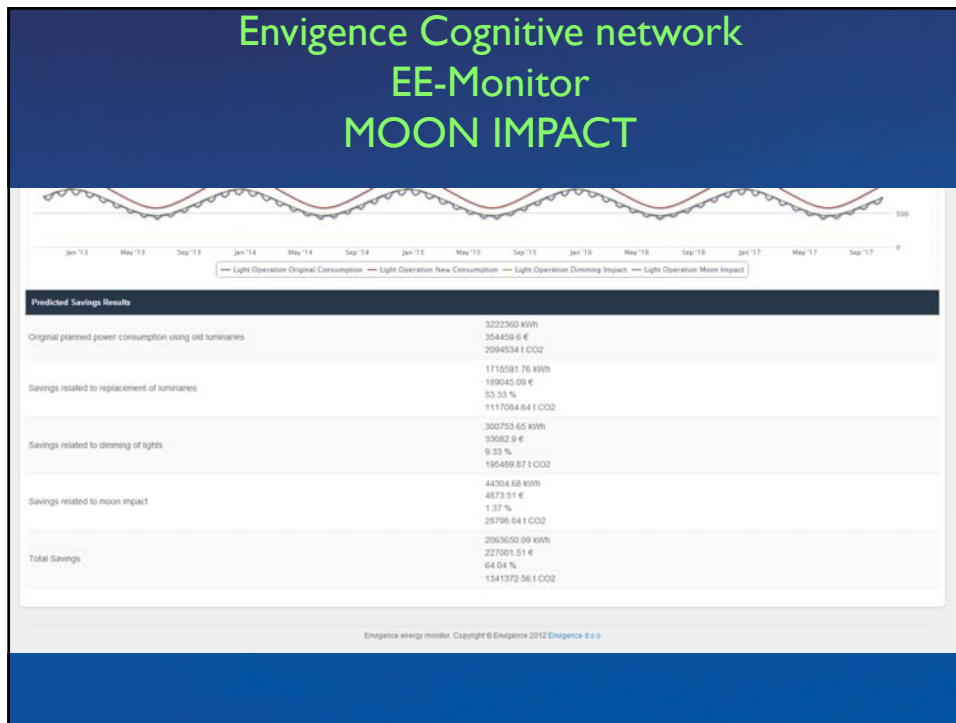 Envigence Cognitive network
EE-Monitor
MOON IMPACT
500
0
Jan '13 May '13 Sep '13 Jan '14 May '14 Sep '14 Jan '15 May '15 Sep '15 Jan '16 May '16 Sep '16 Jan '17 May '17 Sep '17
Light Operation Original Consumption Light Operation New Consumption Light Operation Dimming Impact Light Operation Moon Impact
Predicted Savings Results
Original planned power consumption using old luminaries
3222360 kWh
354459.6 €
2094534 t CO2
Savings related to replacement of luminaries
1718591.76 kWh
189045.09 €
53.33 %
1117084.64 t CO2
Savings related to dimming of lights
300753.65 kWh
33082.9 €
9.33 %
195489.87 t CO2
Savings related to moon impact
44304.68 kWh
4873.51 €
1.37 %
28798.04 t CO2
Total Savings
2063650.09 kWh
227001.51 €
64.04 %
1341372.56 t CO2
Envigence energy monitor. Copyright © Envigence 2012 Envigence d.o.o